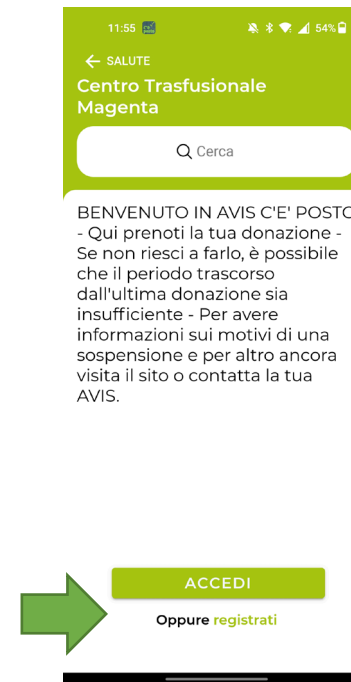 11:55 54%
SALUTE
Centro Trasfusionale
Magenta
Cerca
BENVENUTO IN AVIS C'E' POSTO
- Qui prenoti la tua donazione -
Se non riesci a farlo, è possibile
che il periodo trascorso
dall'ultima donazione sia
insufficiente - Per avere
informazioni sui motivi di una
sospensione e per altro ancora
visita il sito o contatta la tua
AVIS.
ACCEDI
Oppure registrati